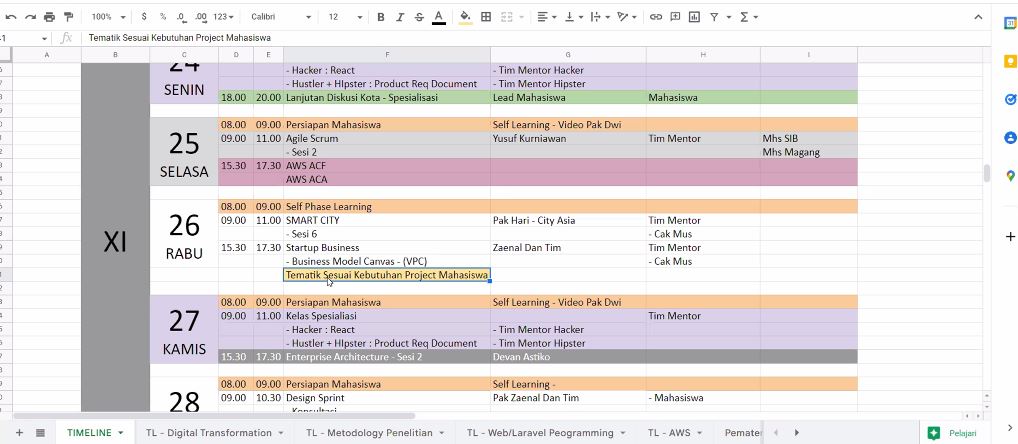 100% $ % .0 .00 123 Calibri 12 B I S A
fx Tematik Sesuai Kebutuhan Project Mahasiswa
A B C D E F G H I
XI
24 SENIN
- Hacker : React - Tim Mentor Hacker
- Hustler + HIpster : Product Req Document - Tim Mentor Hipster
18.00 20.00 Lanjutan Diskusi Kota - Spesialisasi Lead Mahasiswa Mahasiswa
25 SELASA
08.00 09.00 Persiapan Mahasiswa Self Learning - Video Pak Dwi
09.00 11.00 Agile Scrum Yusuf Kurniawan Tim Mentor Mhs SIB
- Sesi 2 Mhs Magang
15.30 17.30 AWS ACF
AWS ACA
26 RABU
08.00 09.00 Self Phase Learning
09.00 11.00 SMART CITY Pak Hari - City Asia Tim Mentor
- Sesi 6 - Cak Mus
15.30 17.30 Startup Business Zaenal Dan Tim Tim Mentor
- Business Model Canvas - (VPC) - Cak Mus
Tematik Sesuai Kebutuhan Project Mahasiswa
27 KAMIS
08.00 09.00 Persiapan Mahasiswa Self Learning - Video Pak Dwi
09.00 11.00 Kelas Spesialiasi Tim Mentor
- Hacker : React - Tim Mentor Hacker
- Hustler + HIpster : Product Req Document - Tim Mentor Hipster
15.30 17.30 Enterprise Architecture - Sesi 2 Devan Astiko
28
08.00 09.00 Persiapan Mahasiswa Self Learning -
09.00 10.30 Design Sprint Pak Zaenal Dan Tim - Mahasiswa
- Konsultasi
TIMELINE TL - Digital Transformation TL - Metodology Penelitian TL - Web/Laravel Peogramming TL - AWS Pemater Pelajari